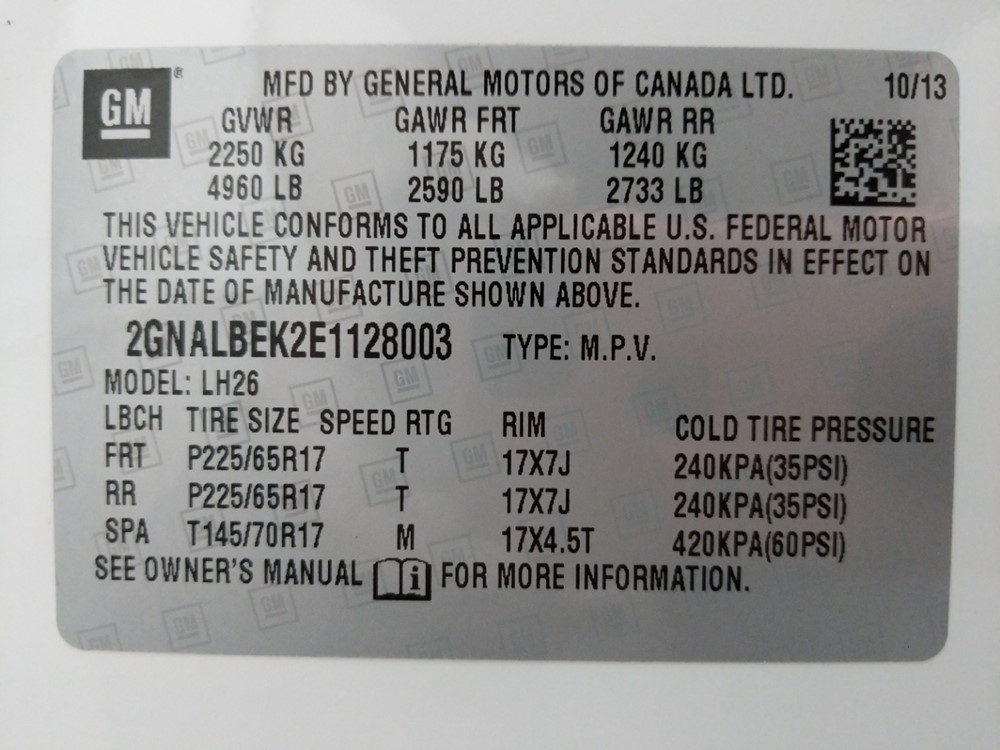 GM ® MFD BY GENERAL MOTORS OF CANADA LTD. 10/13
GVWR GAWR FRT GAWR RR
2250 KG 1175 KG 1240 KG
4960 LB 2590 LB 2733 LB
THIS VEHICLE CONFORMS TO ALL APPLICABLE U.S. FEDERAL MOTOR
VEHICLE SAFETY AND THEFT PREVENTION STANDARDS IN EFFECT ON
THE DATE OF MANUFACTURE SHOWN ABOVE.
2GNALBEK2E1128003 TYPE: M.P.V.
MODEL: LH26
LBCH TIRE SIZE SPEED RTG RIM COLD TIRE PRESSURE
FRT P225/65R17 T 17X7J 240KPA(35PSI)
RR P225/65R17 T 17X7J 240KPA(35PSI)
SPA T145/70R17 M 17X4.5T 420KPA(60PSI)
SEE OWNER'S MANUAL i FOR MORE INFORMATION.